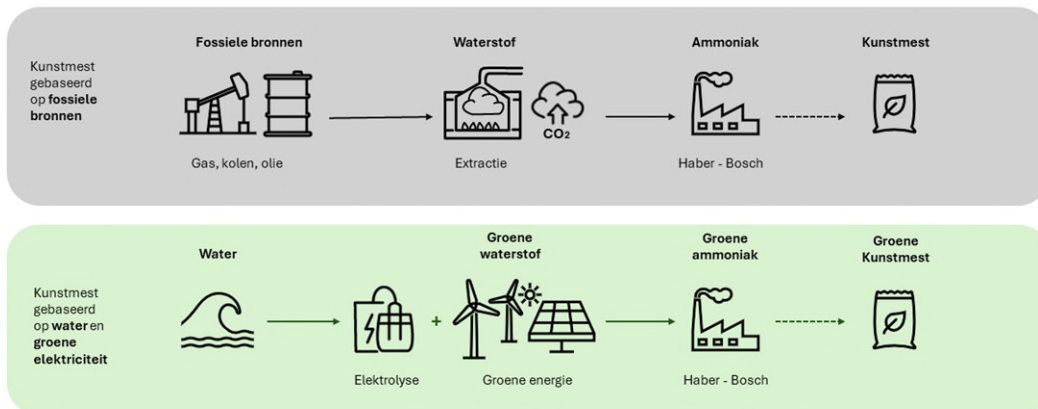 Fossiele bronnen
Waterstof
Ammoniak
Kunstmest
Kunstmest
gebaseerd
op fossiele
bronnen
CO₂
Gas, kolen, olie
Extractie
Haber - Bosch
Water
Groene
waterstof
Groene
ammoniak
Groene
Kunstmest
Kunstmest
gebaseerd
op water en
groene
elektriciteit
+
Elektrolyse
Groene energie
Haber - Bosch